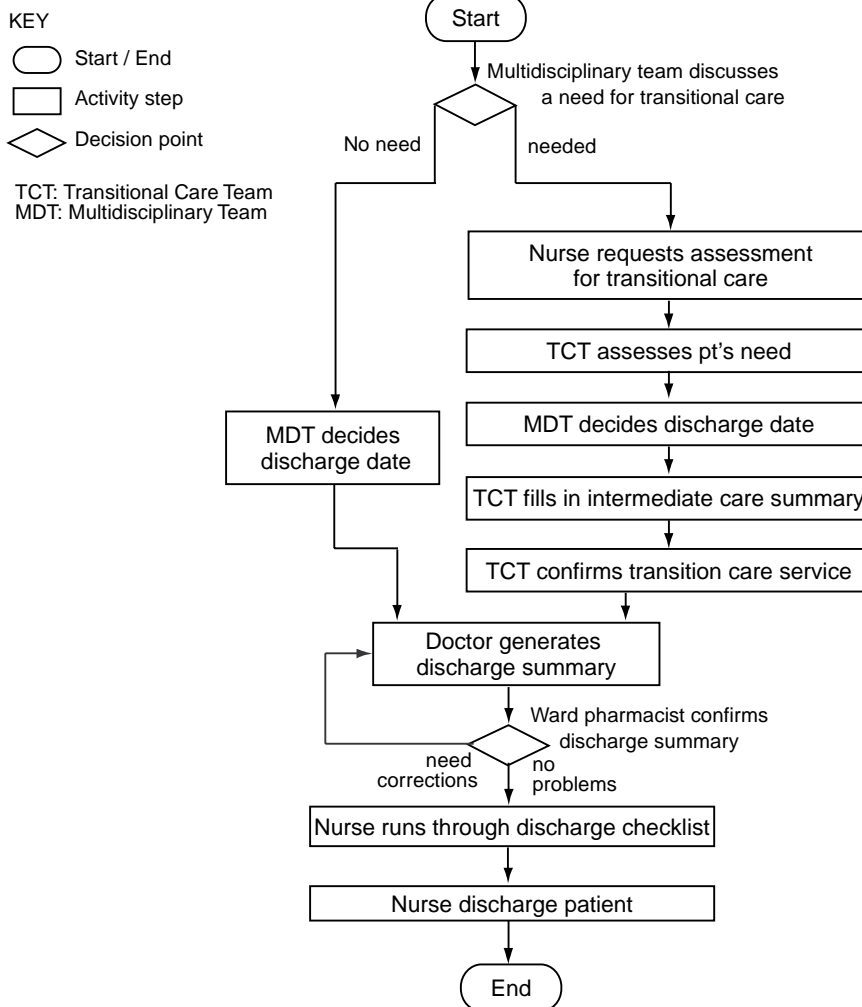 KEY
Start / End
Activity step
Decision point
TCT: Transitional Care Team
MDT: Multidisciplinary Team
Start
Multidisciplinary team discusses
a need for transitional care
No need
needed
Nurse requests assessment
for transitional care
TCT assesses pt's need
MDT decides discharge date
TCT fills in intermediate care summary
TCT confirms transition care service
MDT decides
discharge date
Doctor generates
discharge summary
Ward pharmacist confirms
discharge summary
need
corrections
no
problems
Nurse runs through discharge checklist
Nurse discharge patient
End